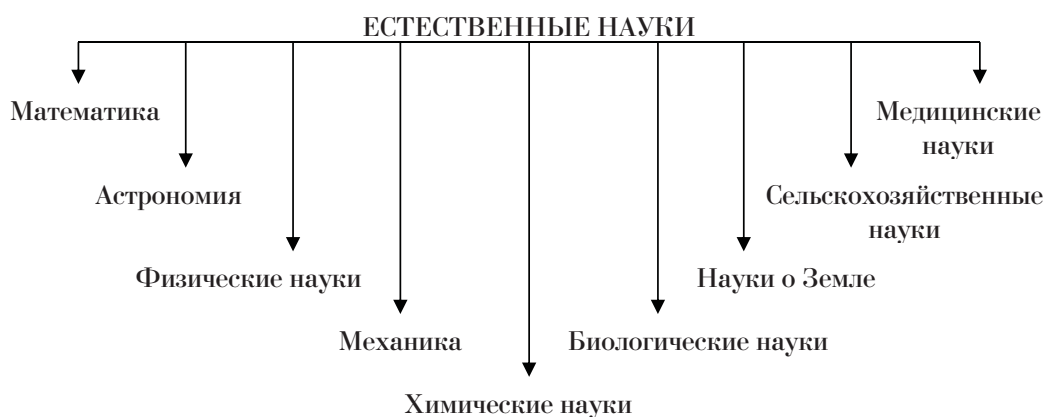 ЕСТЕСТВЕННЫЕ НАУКИ
Математика
Медицинские
науки
Астрономия
Сельскохозяйственные
науки
Физические науки
Науки о Земле
Механика
Биологические науки
Химические науки